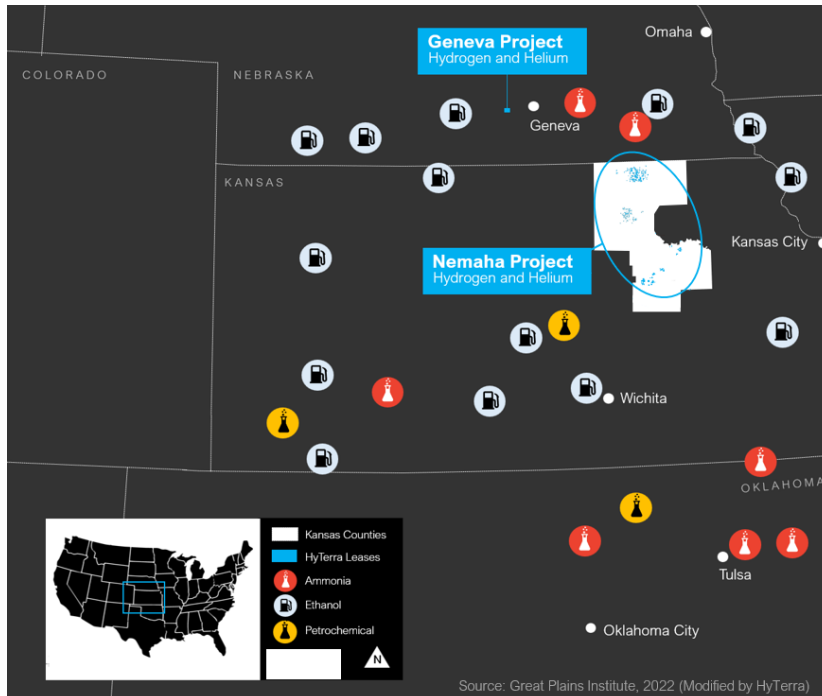 Geneva Project
Hydrogen and Helium
Omaha
COLORADO
NEBRASKA
Geneva
KANSAS
Kansas City
Nemaha Project
Hydrogen and Helium
Wichita
OKLAHOMA
Tulsa
Oklahoma City
Kansas Counties
HyTerra Leases
Ammonia
Ethanol
Petrochemical
N
Source: Great Plains Institute, 2022 (Modified by HyTerra)